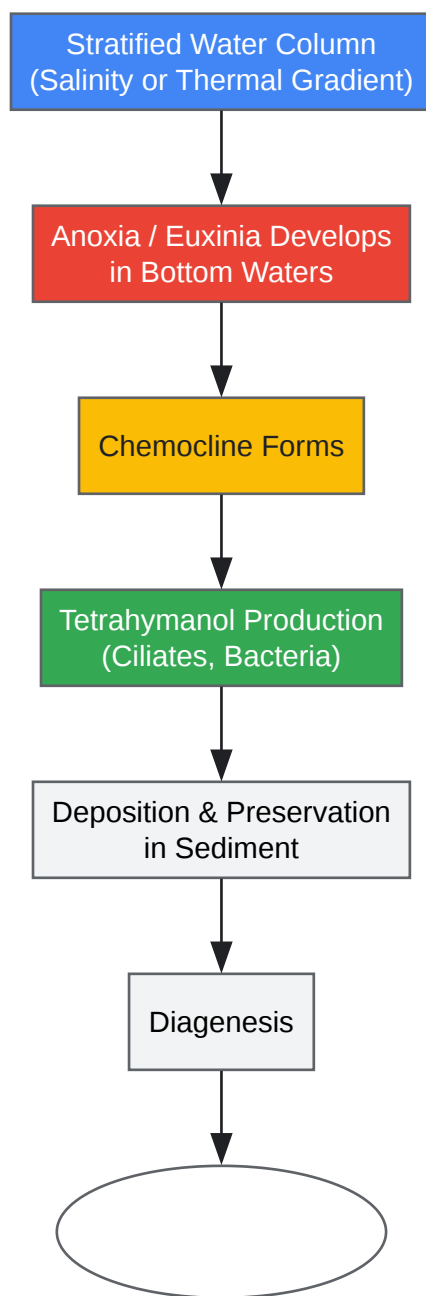 Stratified Water Column
(Salinity or Thermal Gradient)
Anoxia / Euxinia Develops
in Bottom Waters
Chemocline Forms
Tetrahymanol Production
(Ciliates, Bacteria)
Deposition & Preservation
in Sediment
Diagenesis